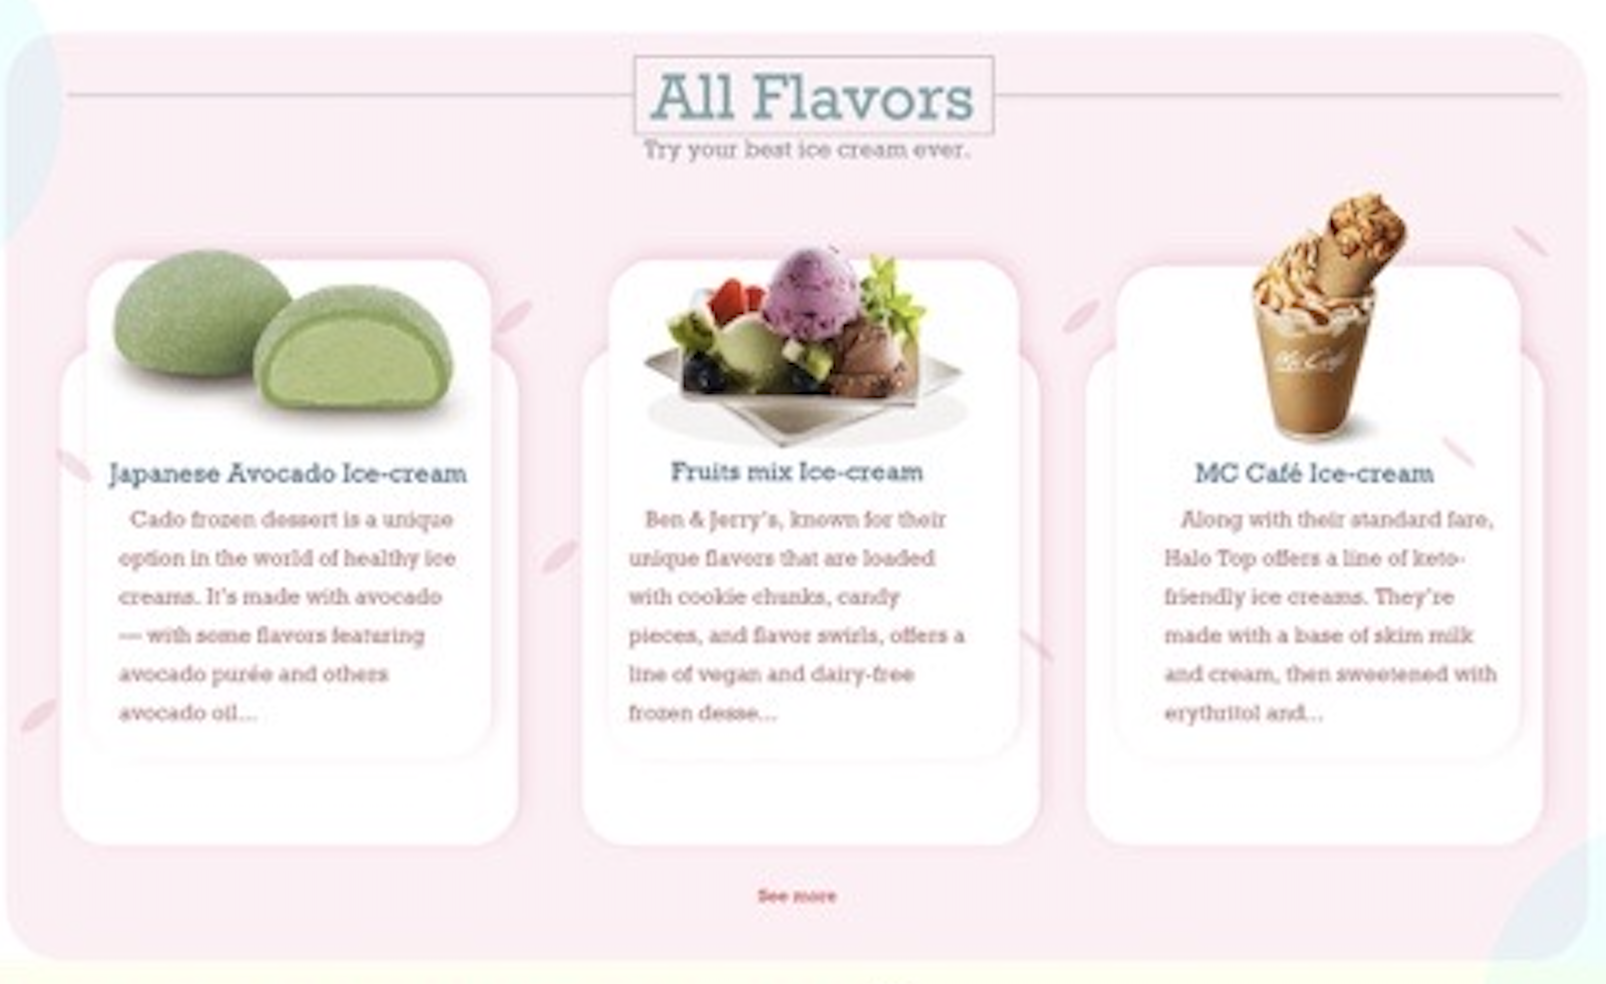 All Flavors
Try your best ice cream ever.
Japanese Avocado Ice-cream
Cado frozen dessert is a unique
option in the world of healthy ice
creams. It's made with avocado
— with some flavors featuring
avocado purée and others
avocado oil...
Fruits mix Ice-cream
Ben & Jerry's, known for their
unique flavors that are loaded
with cookie chunks, candy
pieces, and flavor swirls, offers a
line of vegan and dairy-free
frozen desse...
McCafé
MC Café Ice-cream
Along with their standard fare,
Halo Top offers a line of keto-
friendly ice creams. They're
made with a base of skim milk
and cream, then sweetened with
erythritol and...
See more